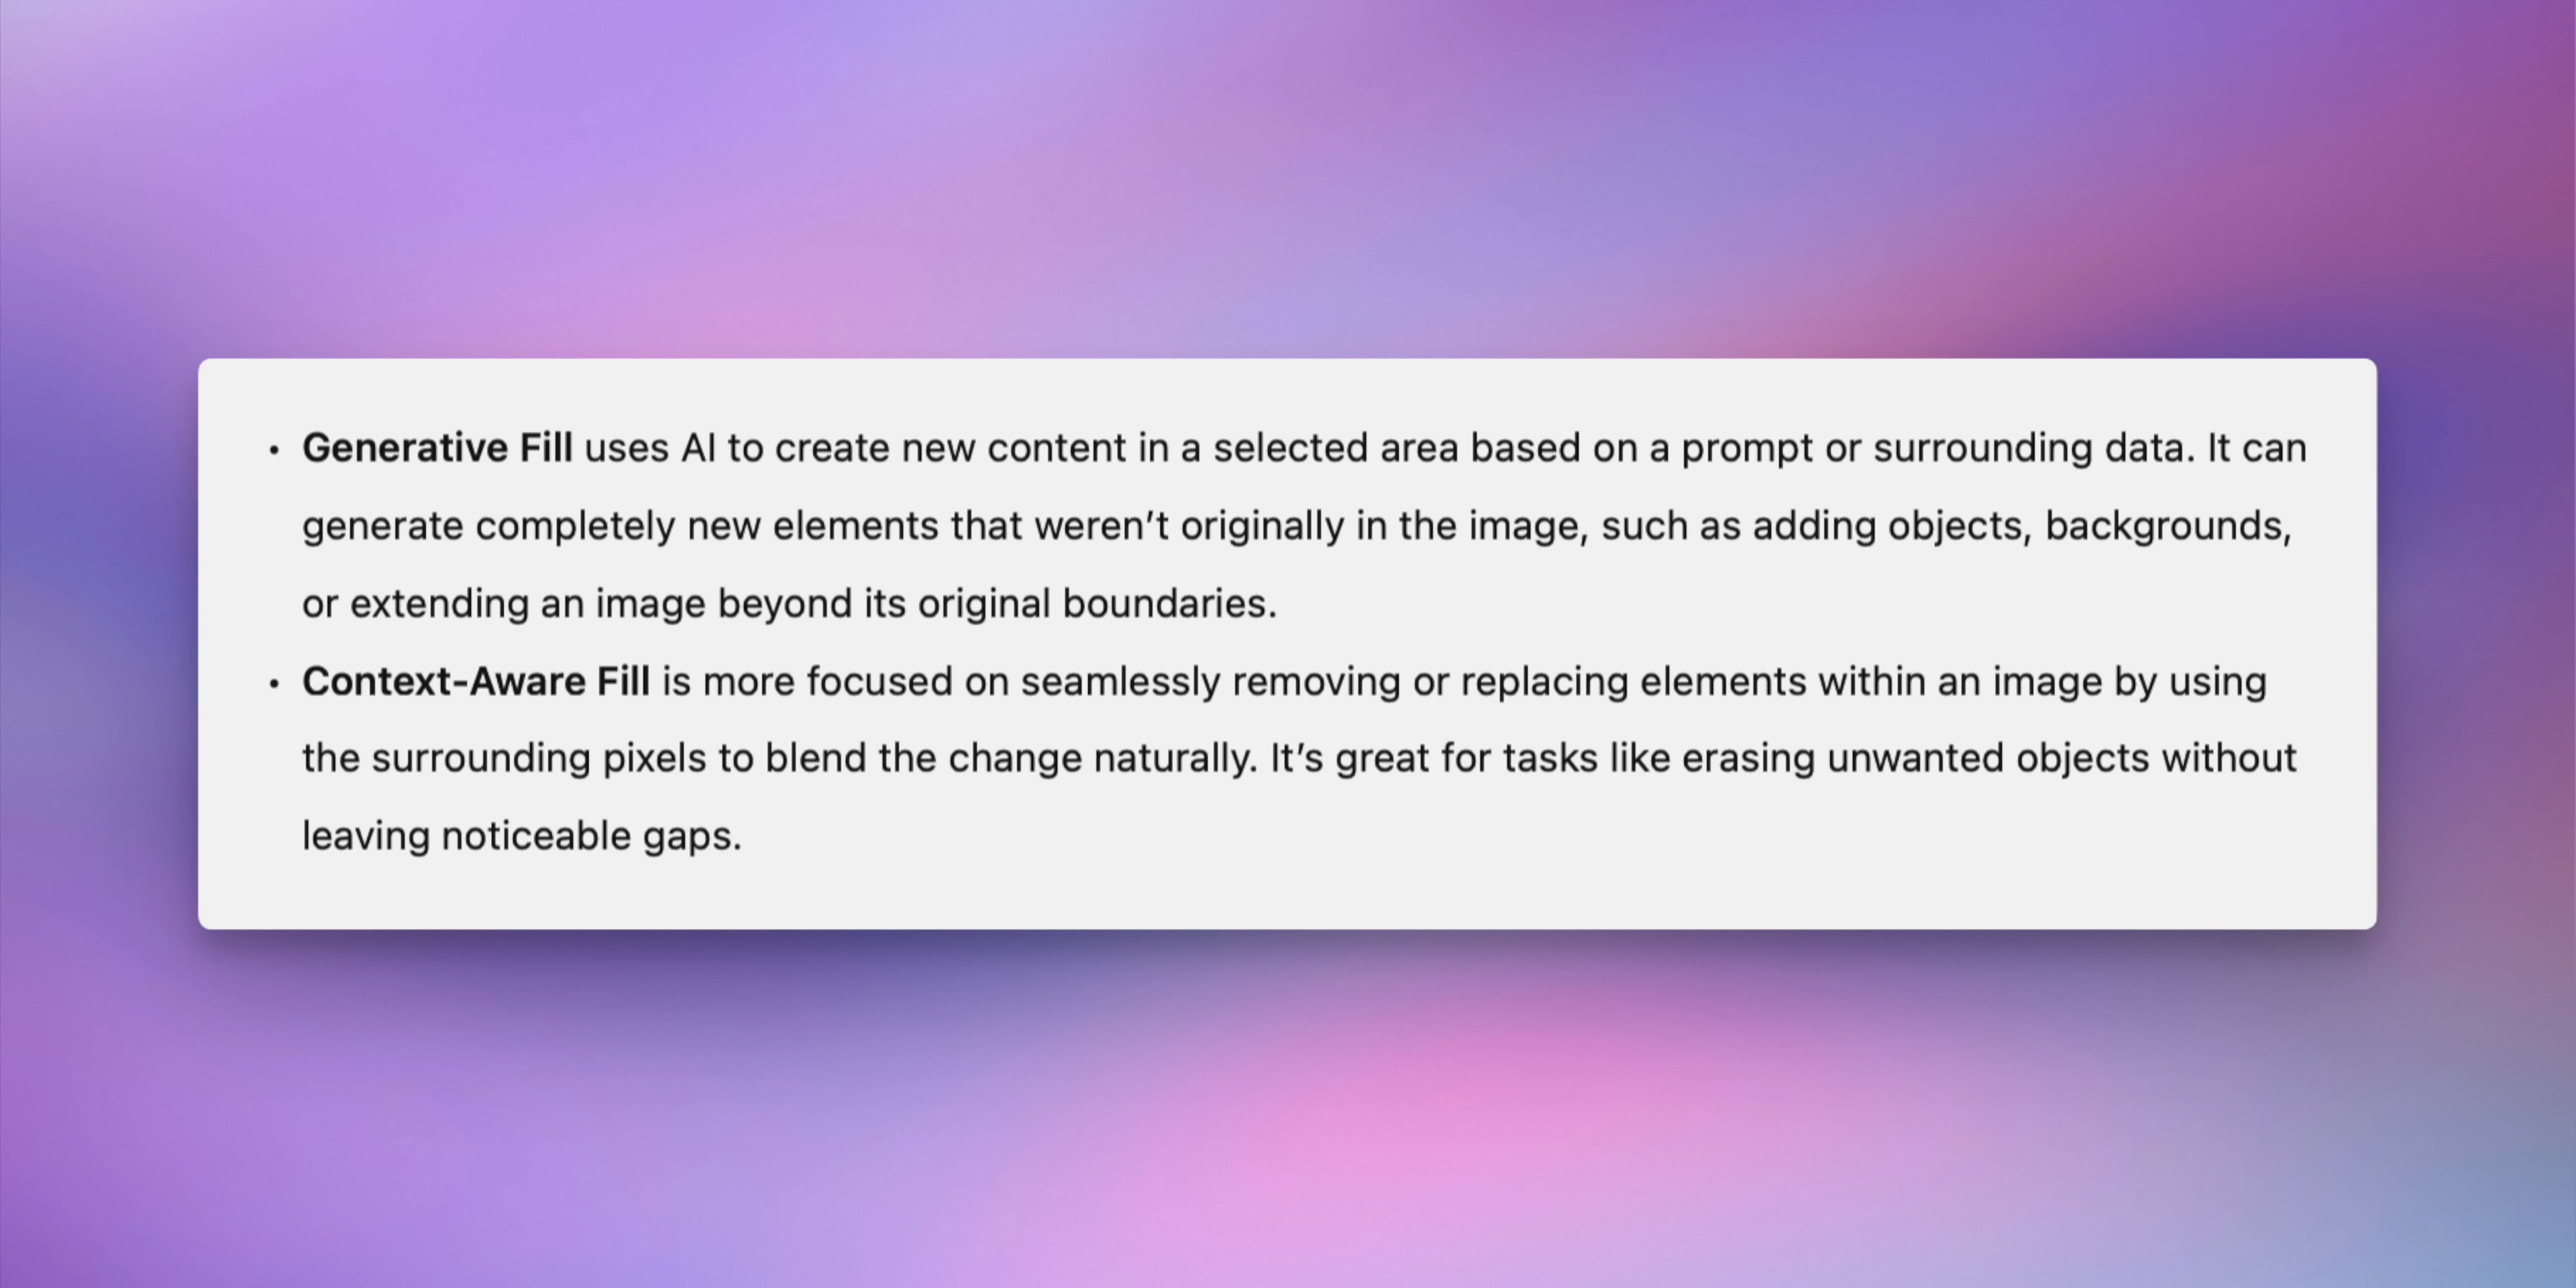 • Generative Fill uses AI to create new content in a selected area based on a prompt or surrounding data. It can
generate completely new elements that weren’t originally in the image, such as adding objects, backgrounds,
or extending an image beyond its original boundaries.
• Context-Aware Fill is more focused on seamlessly removing or replacing elements within an image by using
the surrounding pixels to blend the change naturally. It’s great for tasks like erasing unwanted objects without
leaving noticeable gaps.